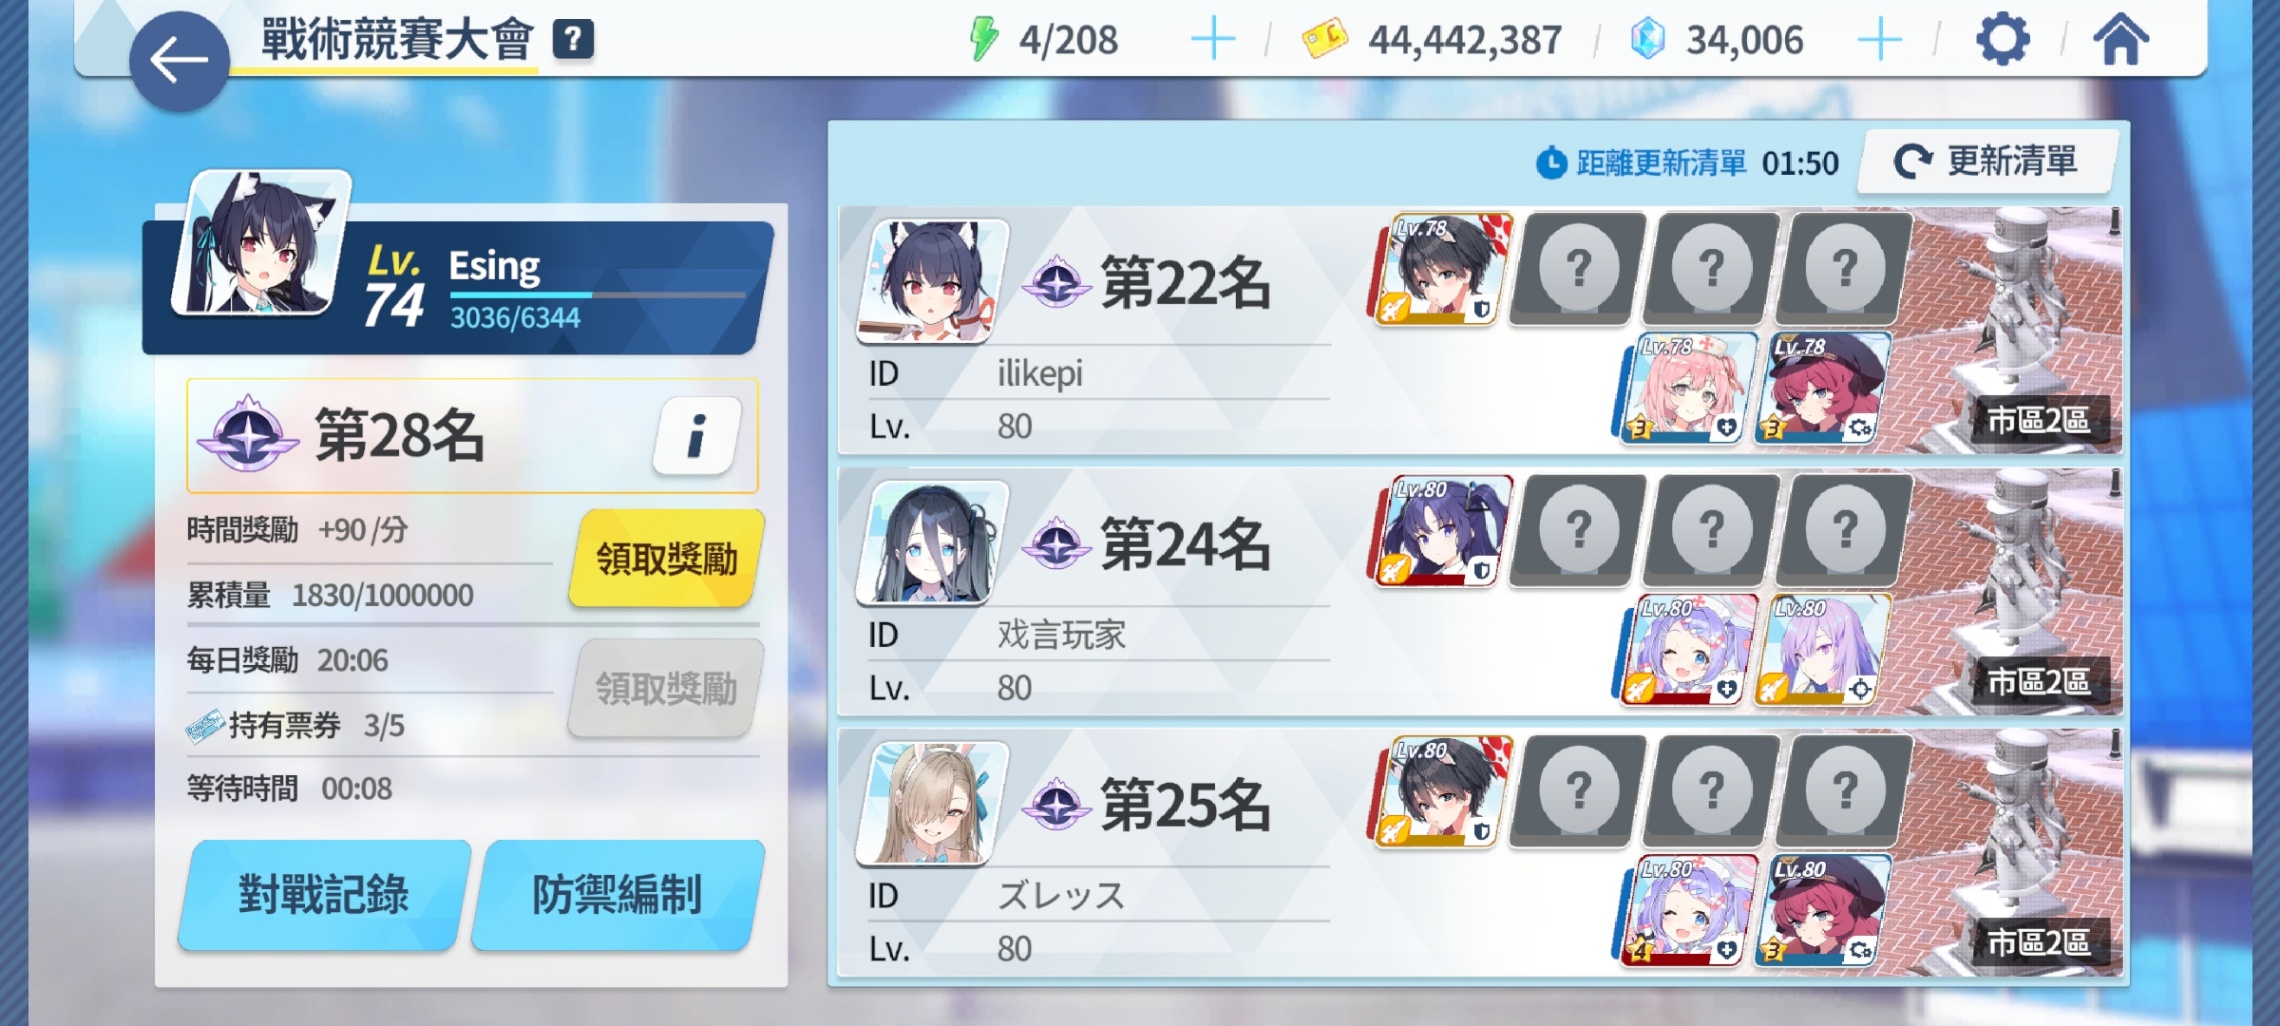 戰術競賽大會 ?
4/208
44,442,387
34,006
Lv. 74
Esing
3036/6344
第28名
i
時間獎勵 +90 /分
領取獎勵
累積量 1830/1000000
每日獎勵 20:06
領取獎勵
持有票券 3/5
等待時間 00:08
對戰記錄
防禦編制
距離更新清單 01:50
更新清單
第22名
Lv.78
? ? ?
ID ilikepi
Lv.78 3
Lv.78 3
Lv. 80
市區2區
第24名
Lv.80
? ? ?
ID 戏言玩家
Lv.80
Lv.80
Lv. 80
市區2區
第25名
Lv.80
? ? ?
ID ズレッス
Lv.80 4
Lv.80 3
Lv. 80
市區2區